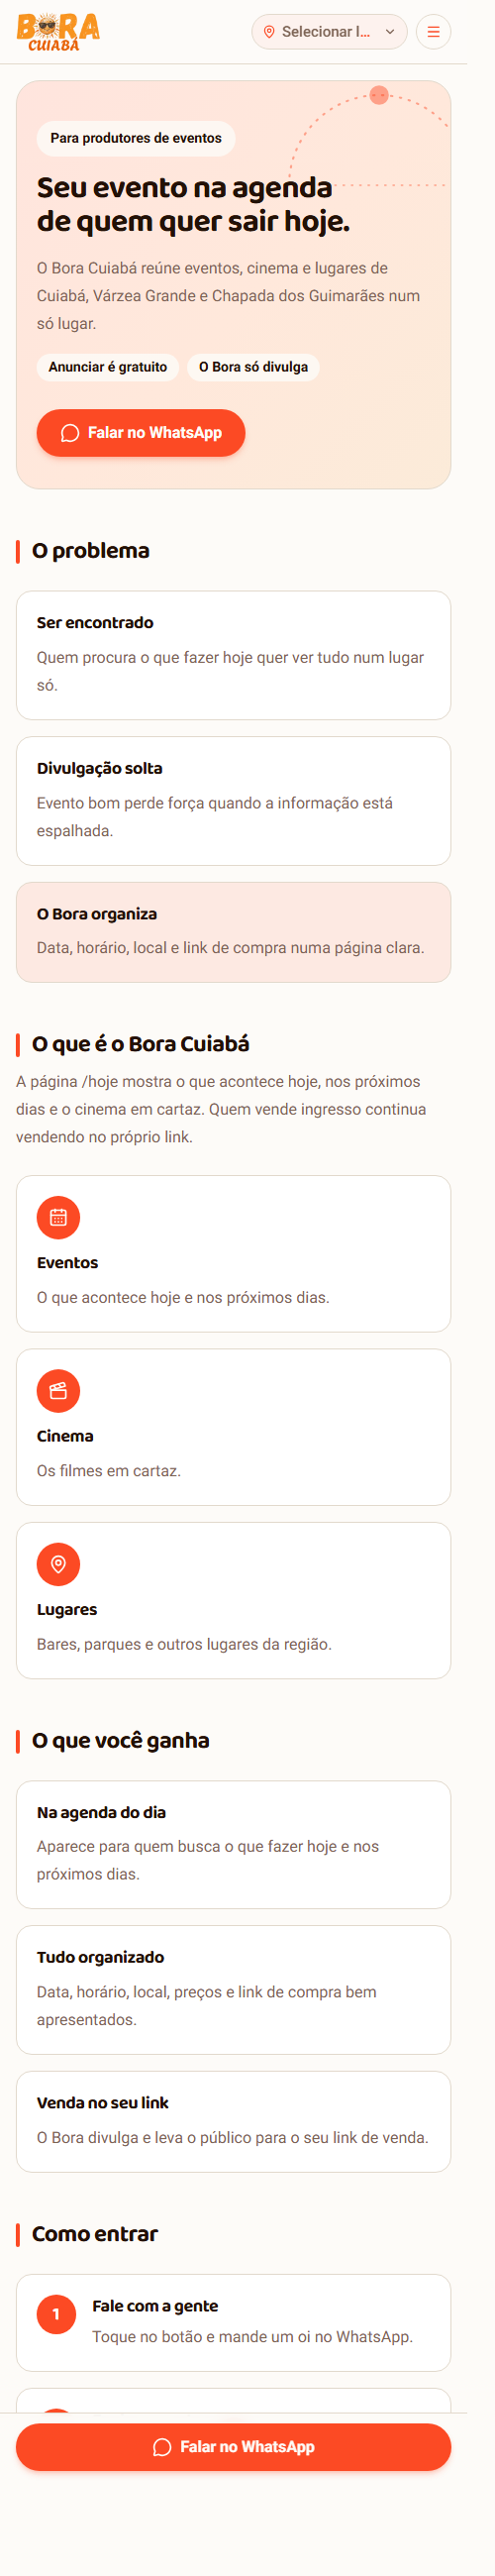 BORA
CUIABÁ
Selecionar l...
Para produtores de eventos
Seu evento na agenda
de quem quer sair hoje.
O Bora Cuiabá reúne eventos, cinema e lugares de
Cuiabá, Várzea Grande e Chapada dos Guimarães num
só lugar.
Anunciar é gratuito
O Bora só divulga
Falar no WhatsApp
O problema
Ser encontrado
Quem procura o que fazer hoje quer ver tudo num lugar
só.
Divulgação solta
Evento bom perde força quando a informação está
espalhada.
O Bora organiza
Data, horário, local e link de compra numa página clara.
O que é o Bora Cuiabá
A página /hoje mostra o que acontece hoje, nos próximos
dias e o cinema em cartaz. Quem vende ingresso continua
vendendo no próprio link.
Eventos
O que acontece hoje e nos próximos dias.
Cinema
Os filmes em cartaz.
Lugares
Bares, parques e outros lugares da região.
O que você ganha
Na agenda do dia
Aparece para quem busca o que fazer hoje e nos
próximos dias.
Tudo organizado
Data, horário, local, preços e link de compra bem
apresentados.
Venda no seu link
O Bora divulga e leva o público para o seu link de venda.
Como entrar
1
Fale com a gente
Toque no botão e mande um oi no WhatsApp.
Falar no WhatsApp